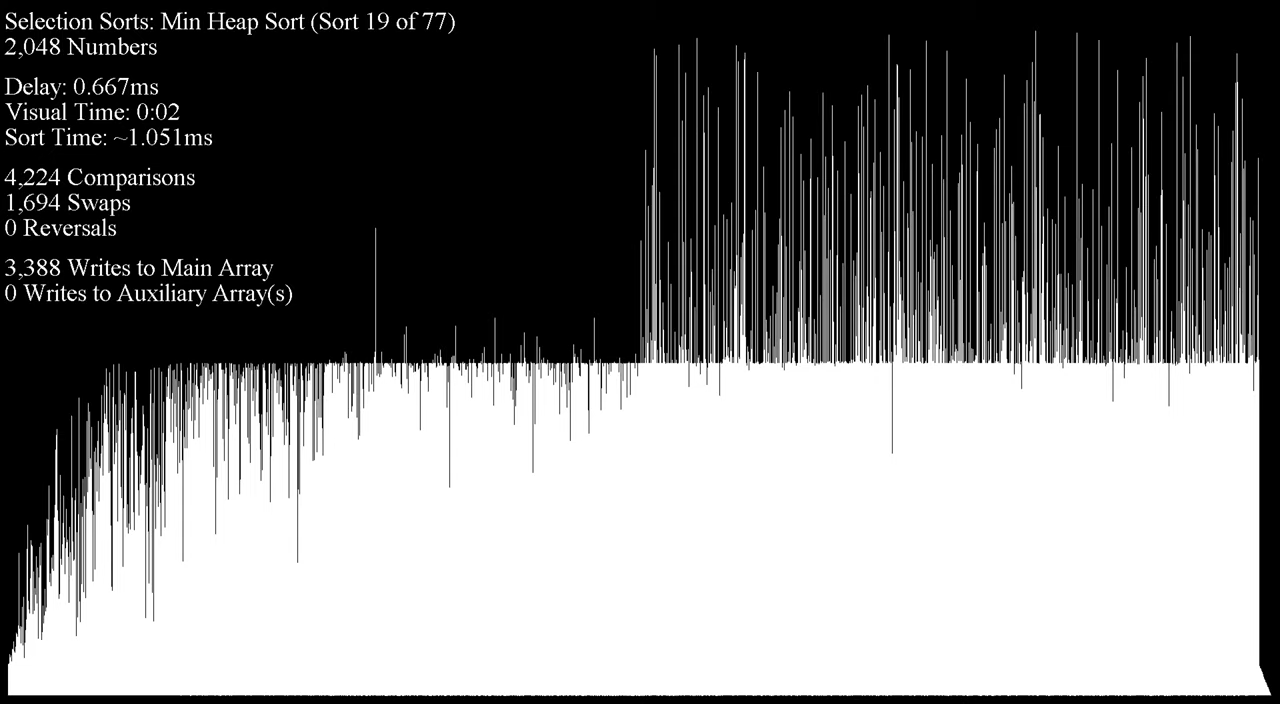 Selection Sorts: Min Heap Sort (Sort 19 of 77)
2,048 Numbers
Delay: 0.667ms
Visual Time: 0:02
Sort Time: ~1.051ms
4,224 Comparisons
1,694 Swaps
0 Reversals
3,388 Writes to Main Array
0 Writes to Auxiliary Array(s)